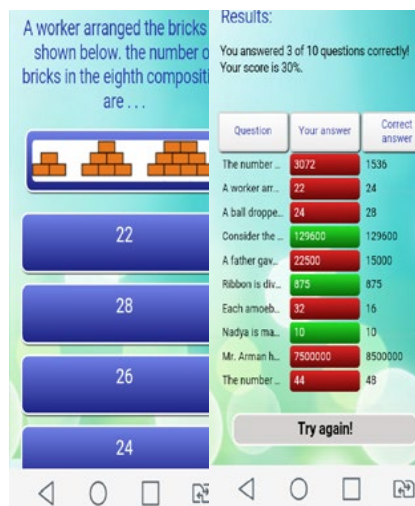 A worker arranged the bricks
shown below. the number o
bricks in the eighth compositi
are . . .
22
28
26
24
Results:
You answered 3 of 10 questions correctly!
Your score is 30%.
Question Your answer Correct answer
The number ... 3072 1536
A worker arr... 22 24
A ball droppe... 24 28
Consider the ... 129600 129600
A father gav... 22500 15000
Ribbon is div... 875 875
Each amoeb... 32 16
Nadya is ma... 10 10
Mr. Arman h... 7500000 8500000
The number ... 44 48
Try again!